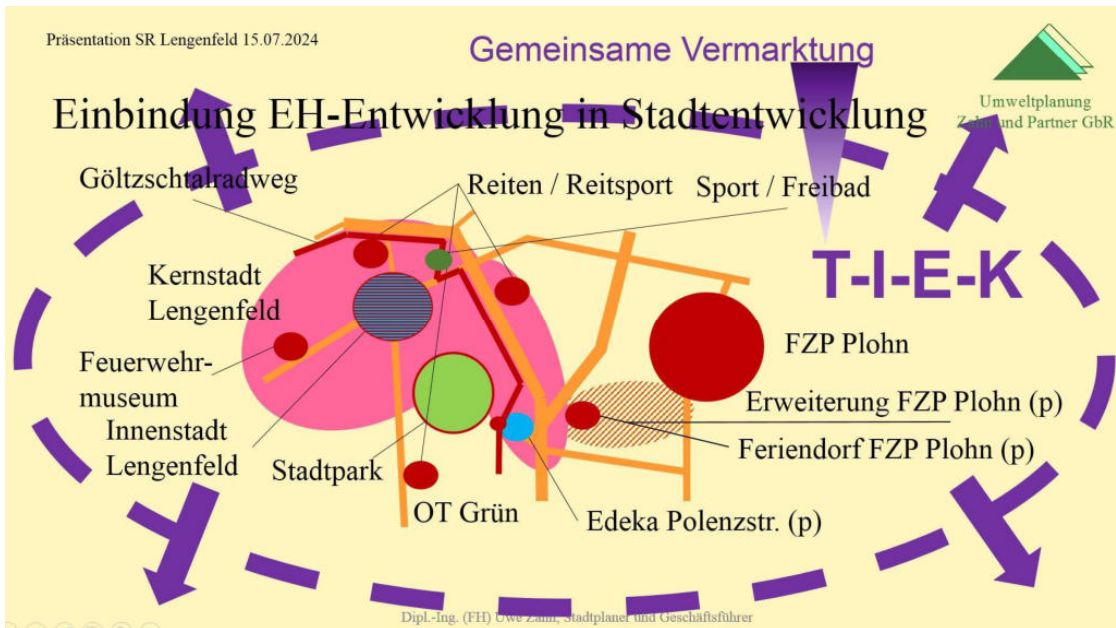 Präsentation SR Lengenfeld 15.07.2024
Gemeinsame Vermarktung
Umweltplanung
Zahn und Partner GbR
Einbindung EH-Entwicklung in Stadtentwicklung
Göltzschtalradweg
Reiten / Reitsport
Sport / Freibad
T-I-E-K
Kernstadt
Lengenfeld
FZP Plohn
Feuerwehr-
museum
Erweiterung FZP Plohn (p)
Innenstadt
Lengenfeld
Feriendorf FZP Plohn (p)
Stadtpark
OT Grün
Edeka Polenzstr. (p)
Dipl.-Ing. (FH) Uwe Zahn, Stadtplaner und Geschäftsführer